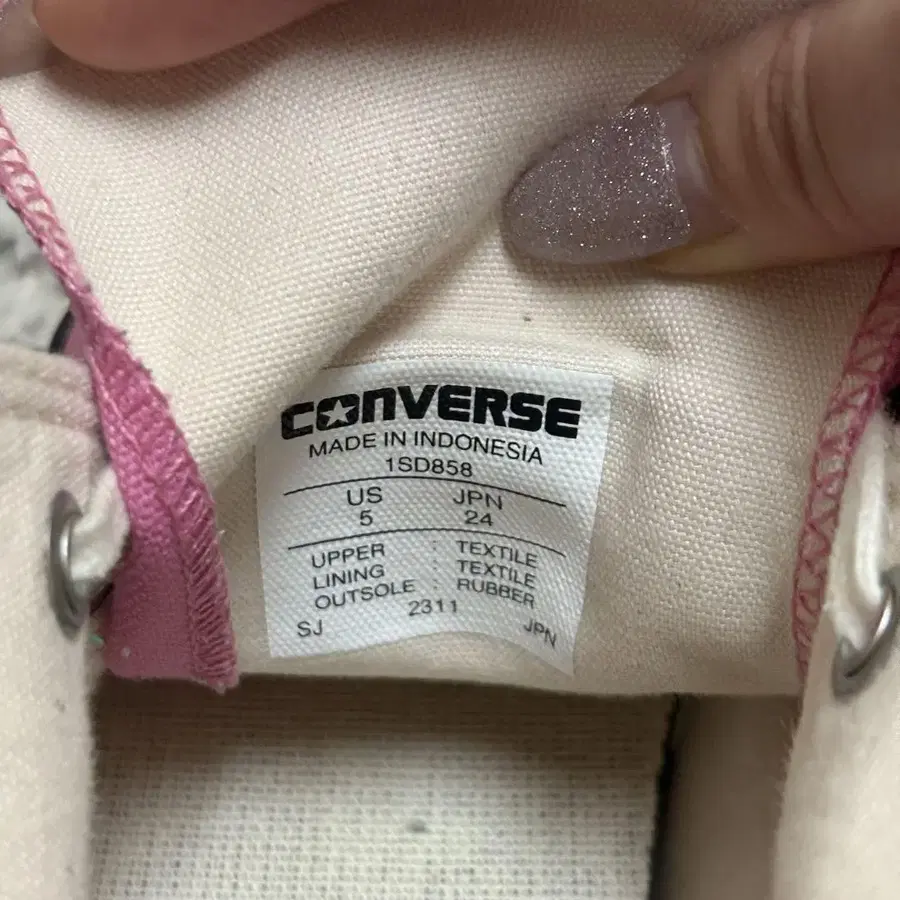 CONVERSE
MADE IN INDONESIA
1SD858
US JPN
5 24
UPPER : TEXTILE
LINING : TEXTILE
OUTSOLE : RUBBER
2311
SJ JPN